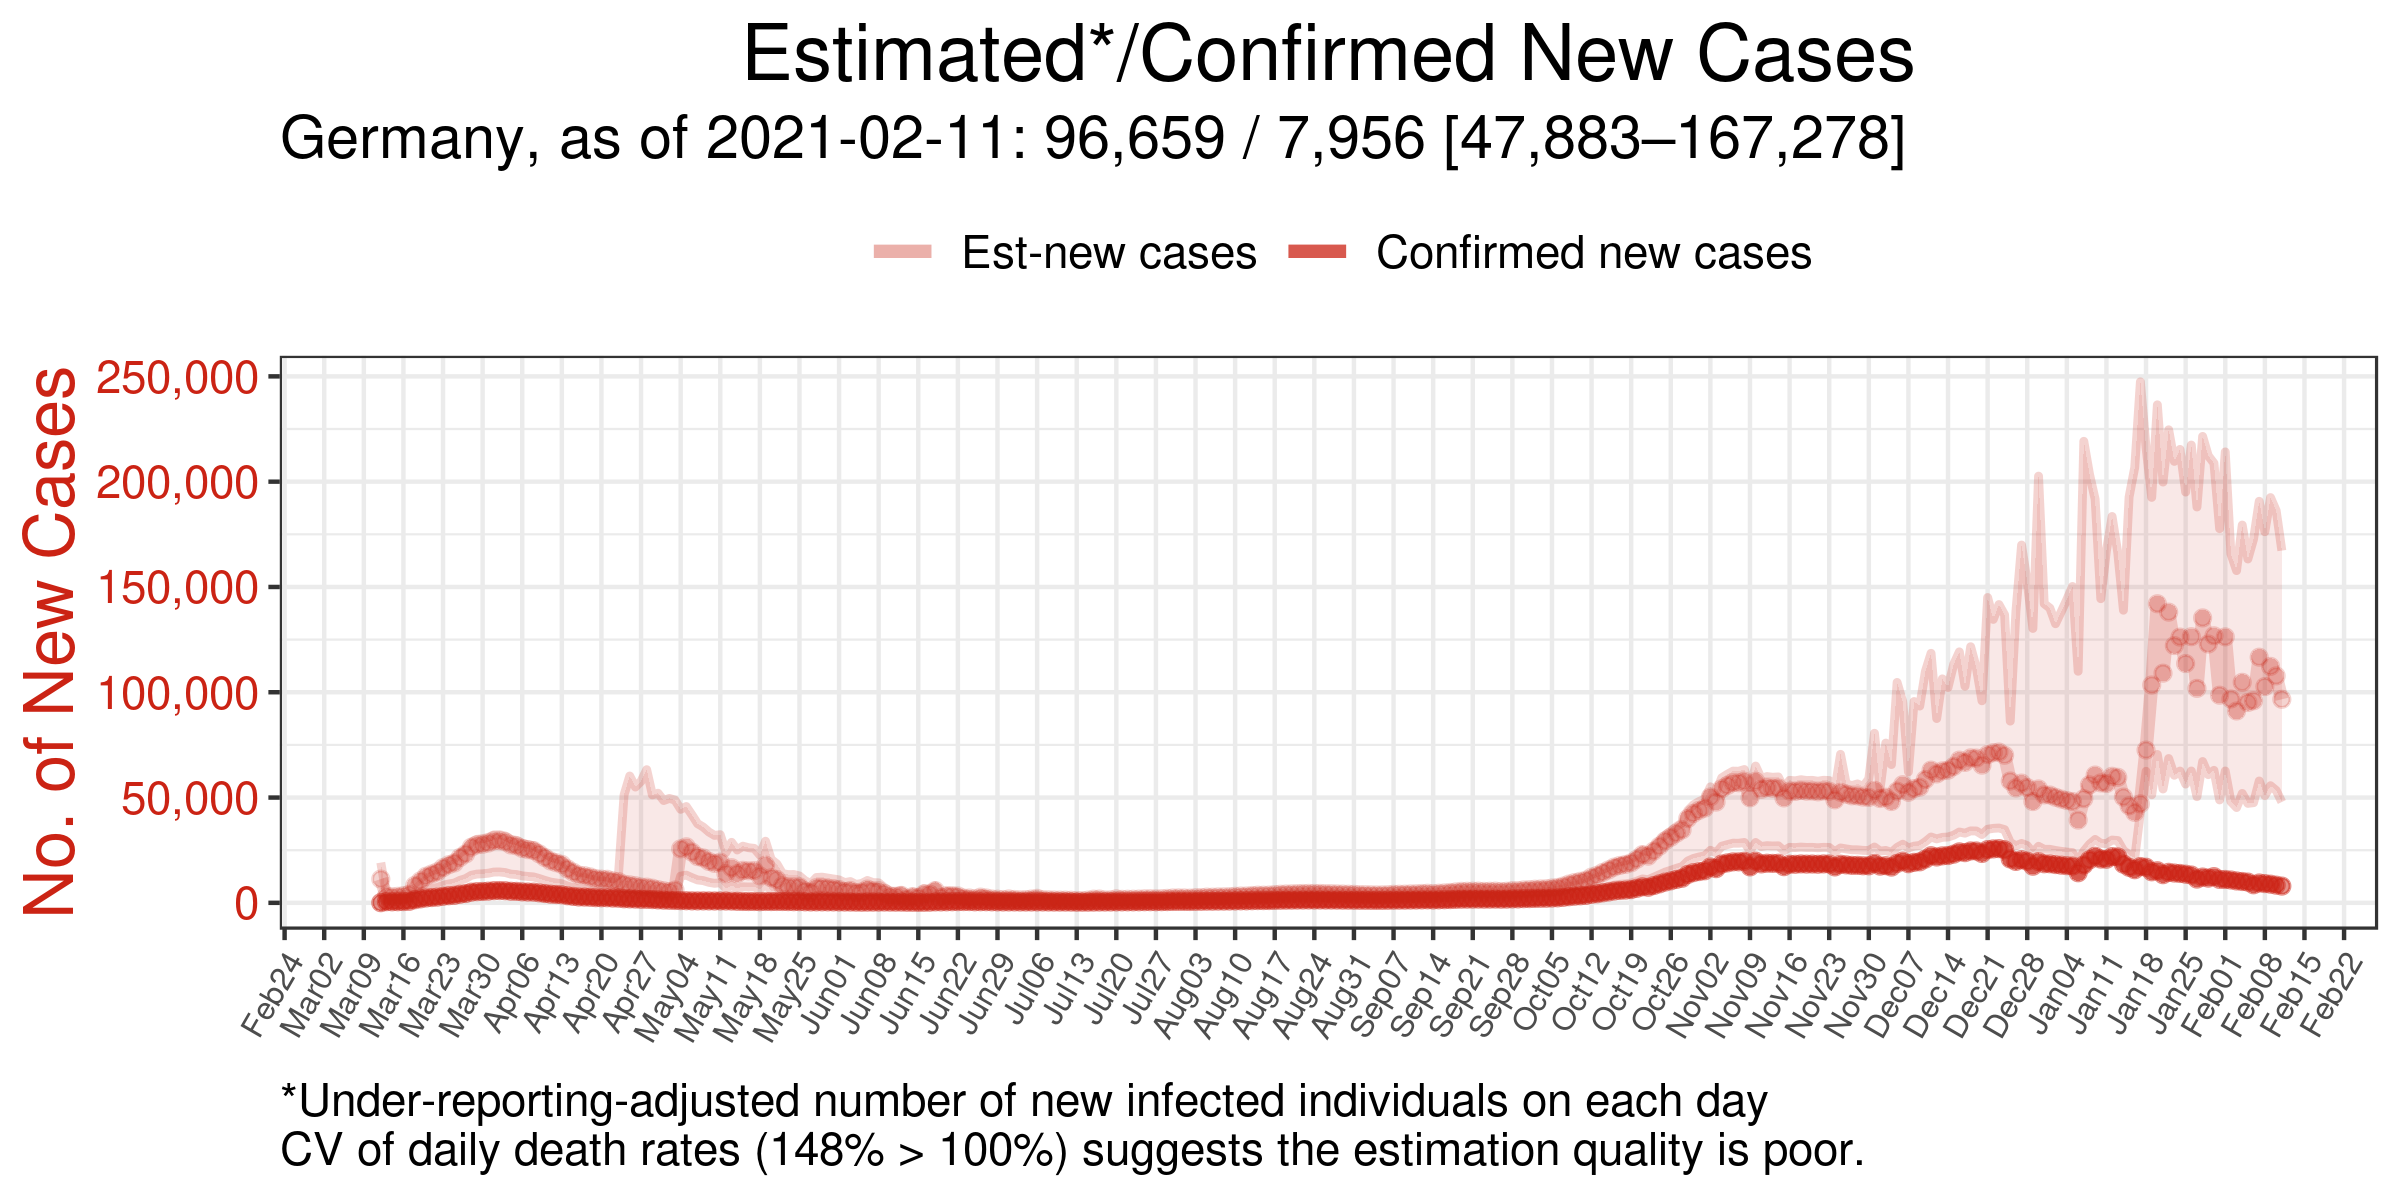 Estimated*/Confirmed New Cases
Germany, as of 2021-02-11: 96,659 / 7,956 [47,883–167,278]
Est-new cases Confirmed new cases
No. of New Cases
250,000
200,000
150,000
100,000
50,000
0
Feb24 Mar02 Mar09 Mar16 Mar23 Mar30 Apr06 Apr13 Apr20 Apr27 May04 May11 May18 May25 Jun01 Jun08 Jun15 Jun22 Jun29 Jul06 Jul13 Jul20 Jul27 Aug03 Aug10 Aug17 Aug24 Aug31 Sep07 Sep14 Sep21 Sep28 Oct05 Oct12 Oct19 Oct26 Nov02 Nov09 Nov16 Nov23 Nov30 Dec07 Dec14 Dec21 Dec28 Jan04 Jan11 Jan18 Jan25 Feb01 Feb08 Feb15 Feb22
*Under-reporting-adjusted number of new infected individuals on each day
CV of daily death rates (148% > 100%) suggests the estimation quality is poor.